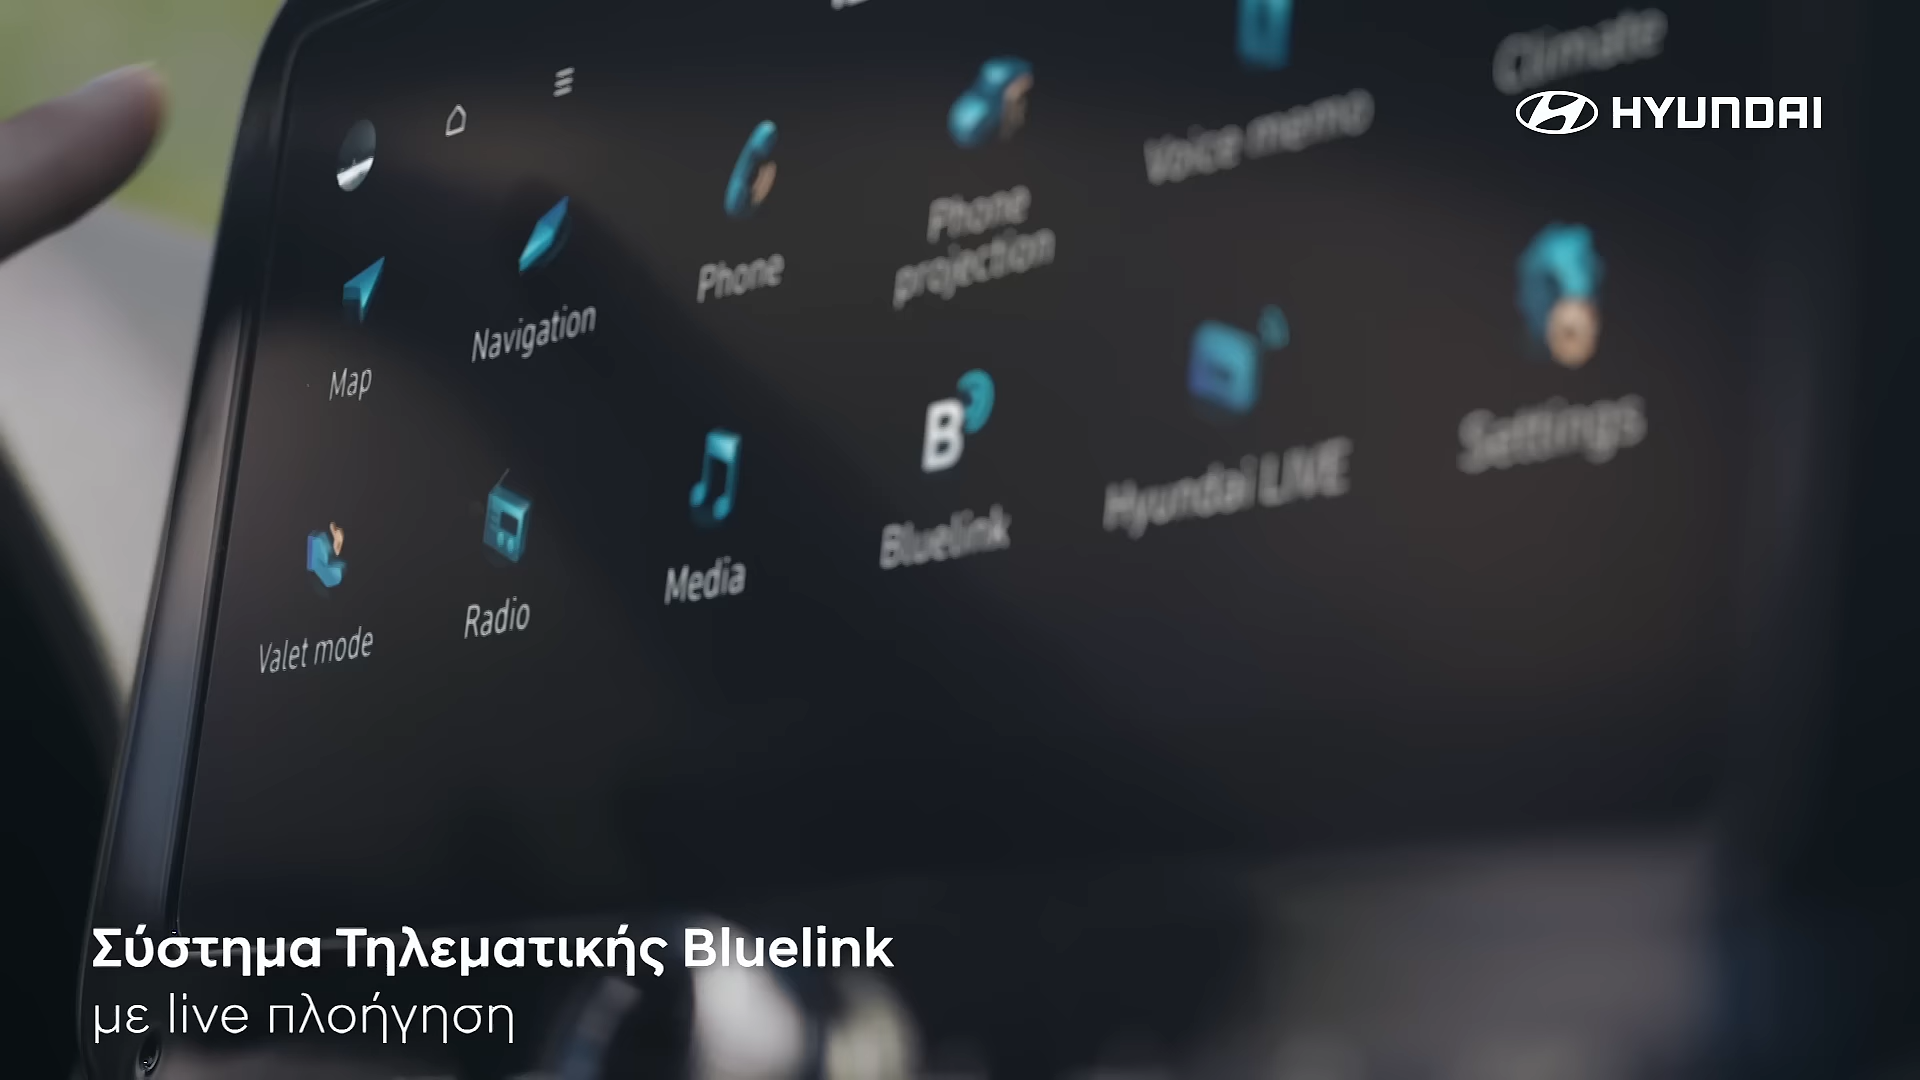 Climate
HYUNDAI
Voice memo
Phone
projection
Phone
Navigation
Map
Settings
Hyundai LIVE
B
Bluelink
Media
Radio
Valet mode
Σύστημα Τηλεματικής Bluelink
με live πλοήγηση